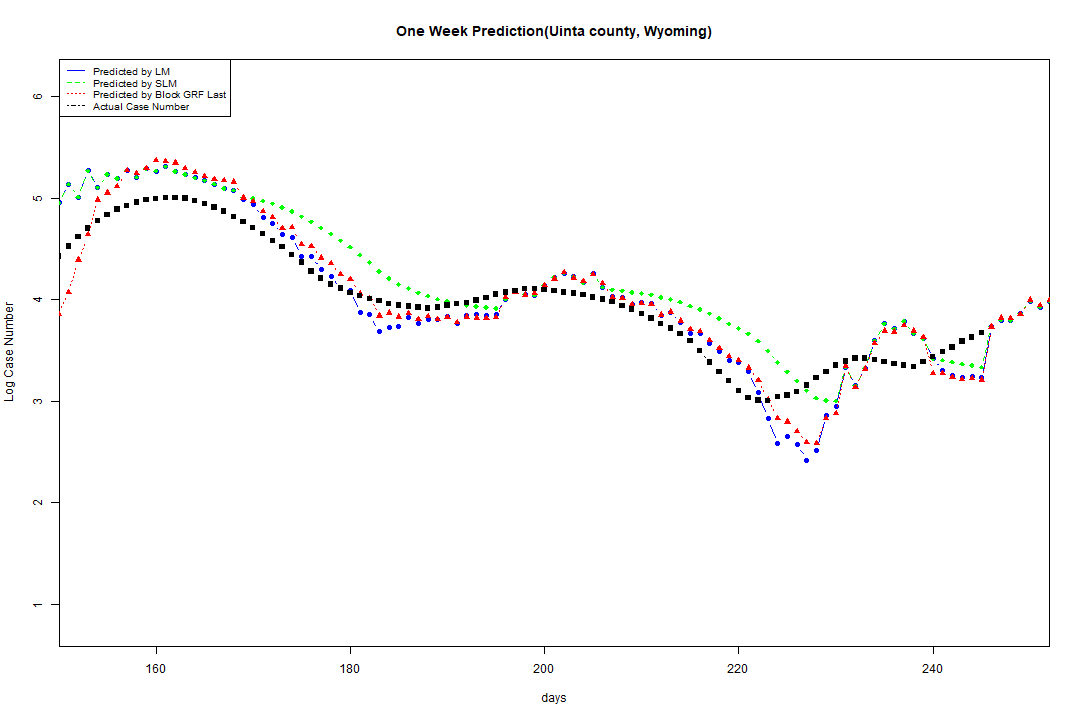 One Week Prediction(Uinta county, Wyoming)
Predicted by LM
Predicted by SLM
Predicted by Block GRF Last
Actual Case Number
6
5
4
3
2
1
Log Case Number
160 180 200 220 240
days